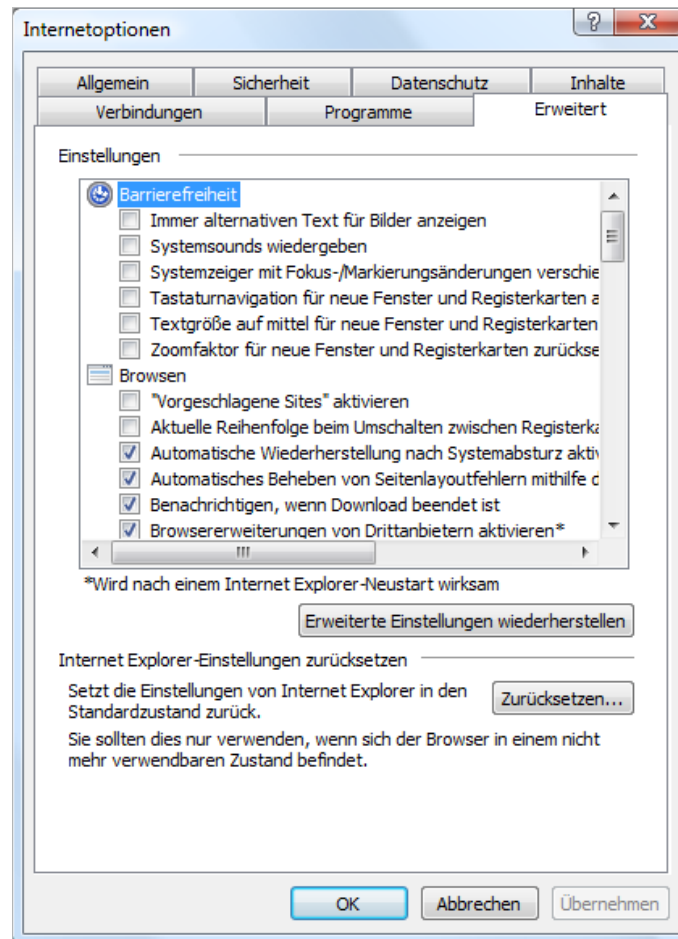 Internetoptionen
Allgemein Sicherheit Datenschutz Inhalte
Verbindungen Programme Erweitert
Einstellungen
Barrierefreiheit
Immer alternativen Text für Bilder anzeigen
Systemsounds wiedergeben
Systemzeiger mit Fokus-/Markierungsänderungen verschie
Tastaturnavigation für neue Fenster und Registerkarten a
Textgröße auf mittel für neue Fenster und Registerkarten
Zoomfaktor für neue Fenster und Registerkarten zurückse
Browsen
"Vorgeschlagene Sites" aktivieren
Aktuelle Reihenfolge beim Umschalten zwischen Registerka
Automatische Wiederherstellung nach Systemabsturz aktiv
Automatisches Beheben von Seitenlayoutfehlern mithilfe d
Benachrichtigen, wenn Download beendet ist
Browsererweiterungen von Drittanbietern aktivieren*
*Wird nach einem Internet Explorer-Neustart wirksam
Erweiterte Einstellungen wiederherstellen
Internet Explorer-Einstellungen zurücksetzen
Setzt die Einstellungen von Internet Explorer in den
Standardzustand zurück.
Zurücksetzen...
Sie sollten dies nur verwenden, wenn sich der Browser in einem nicht
mehr verwendbaren Zustand befindet.
OK Abbrechen Übernehmen